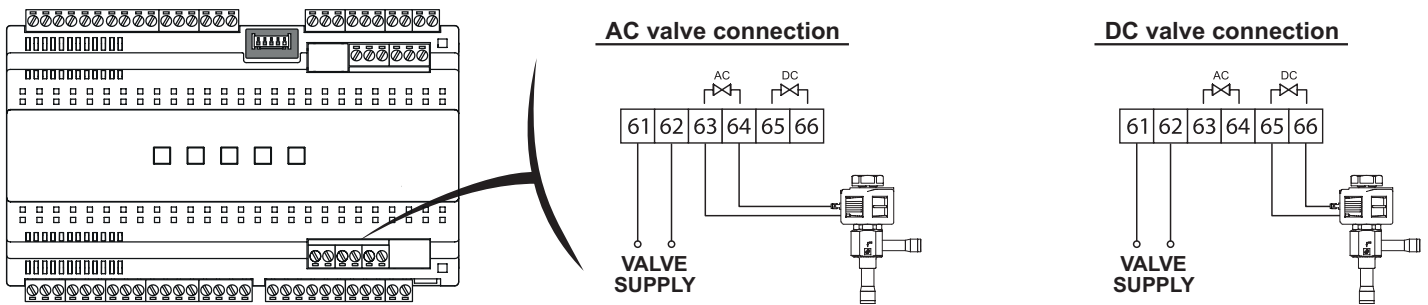 AC valve connection
AC DC
61 62 63 64 65 66
VALVE
SUPPLY
DC valve connection
AC DC
61 62 63 64 65 66
VALVE
SUPPLY